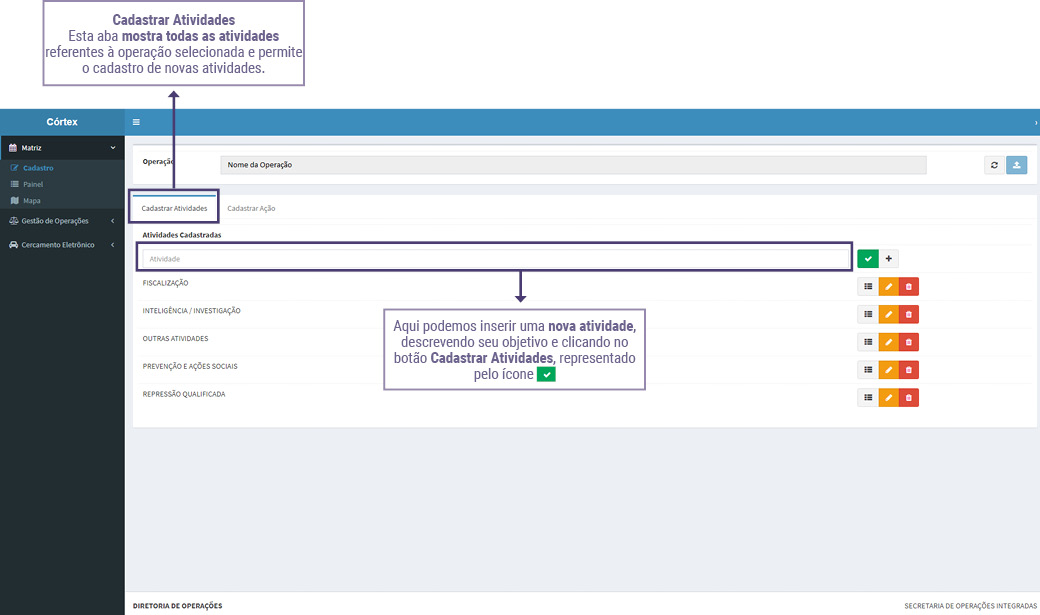 Cadastrar Atividades
Esta aba mostra todas as atividades
referentes à operação selecionada e permite
o cadastro de novas atividades.
Córtex
Matriz
Cadastro
Painel
Mapa
Gestão de Operações
Cercamento Eletrônico
Operação
Nome da Operação
Cadastrar Atividades
Cadastrar Ação
Atividades Cadastradas
Atividade
FISCALIZAÇÃO
INTELIGÊNCIA / INVESTIGAÇÃO
OUTRAS ATIVIDADES
PREVENÇÃO E AÇÕES SOCIAIS
REPRESSÃO QUALIFICADA
Aqui podemos inserir uma nova atividade,
descrevendo seu objetivo e clicando no
botão Cadastrar Atividades, representado
pelo ícone
DIRETORIA DE OPERAÇÕES
SECRETARIA DE OPERAÇÕES INTEGRADAS